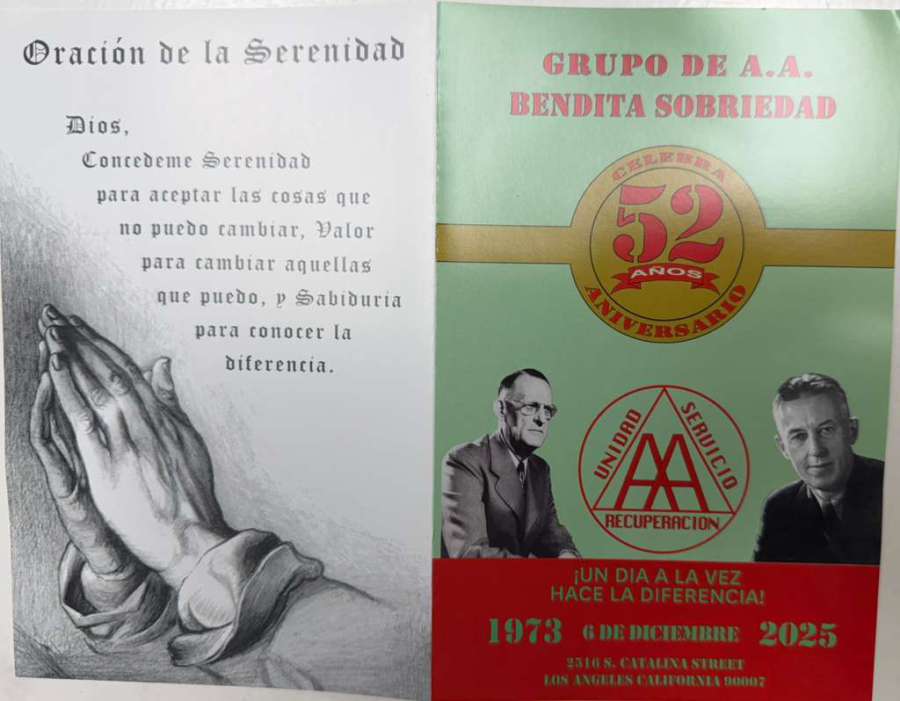 Oración de la Serenidad
Dios,
Concedeme Serenidad
para aceptar las cosas que
no puedo cambiar, Valor
para cambiar aquellas
que puedo, y Sabiduria
para conocer la
diferencia.
GRUPO DE A.A.
BENDITA SOBRIEDAD
CELEBRA
52
AÑOS
ANIVERSARIO
UNIDAD
SERVICIO
AA
RECUPERACION
¡UN DIA A LA VEZ
HACE LA DIFERENCIA!
1973 6 DE DICIEMBRE 2025
2516 S. CATALINA STREET
LOS ANGELES CALIFORNIA 90007